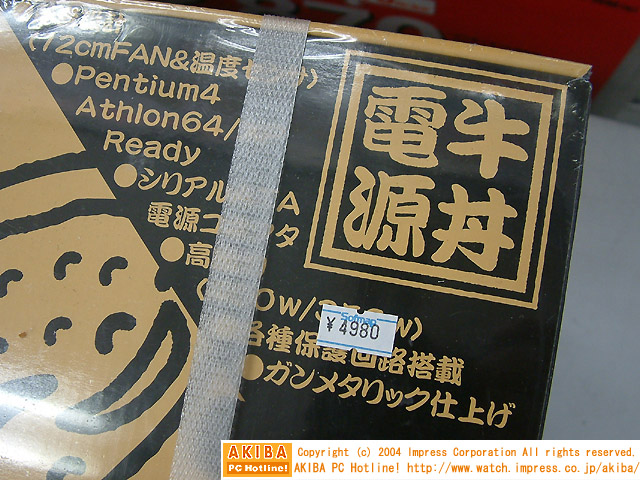 (12cmFAN&温度センサ)
●Pentium4
Athlon64/
Ready
●シリアル A
電源コ タ
●高
W/ W)
Sofmap
¥4980
各種保護回路搭載
●ガンメタリック仕上げ
牛丼
電源
AKIBA
PC Hotline!
Copyright (c) 2004 Impress Corporation All rights reserved.
AKIBA PC Hotline! http://www.watch.impress.co.jp/akiba/